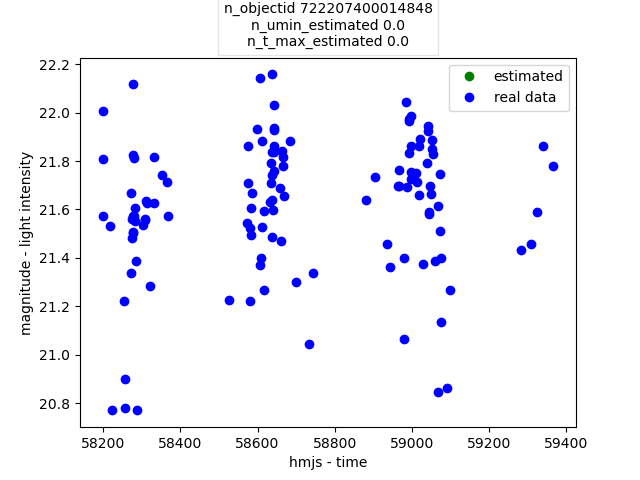 n_objectid 722207400014848
n_umin_estimated 0.0
n_t_max_estimated 0.0
estimated
real data
magnitude - light intensity
22.2
22.0
21.8
21.6
21.4
21.2
21.0
20.8
58200 58400 58600 58800 59000 59200 59400
hmjs - time